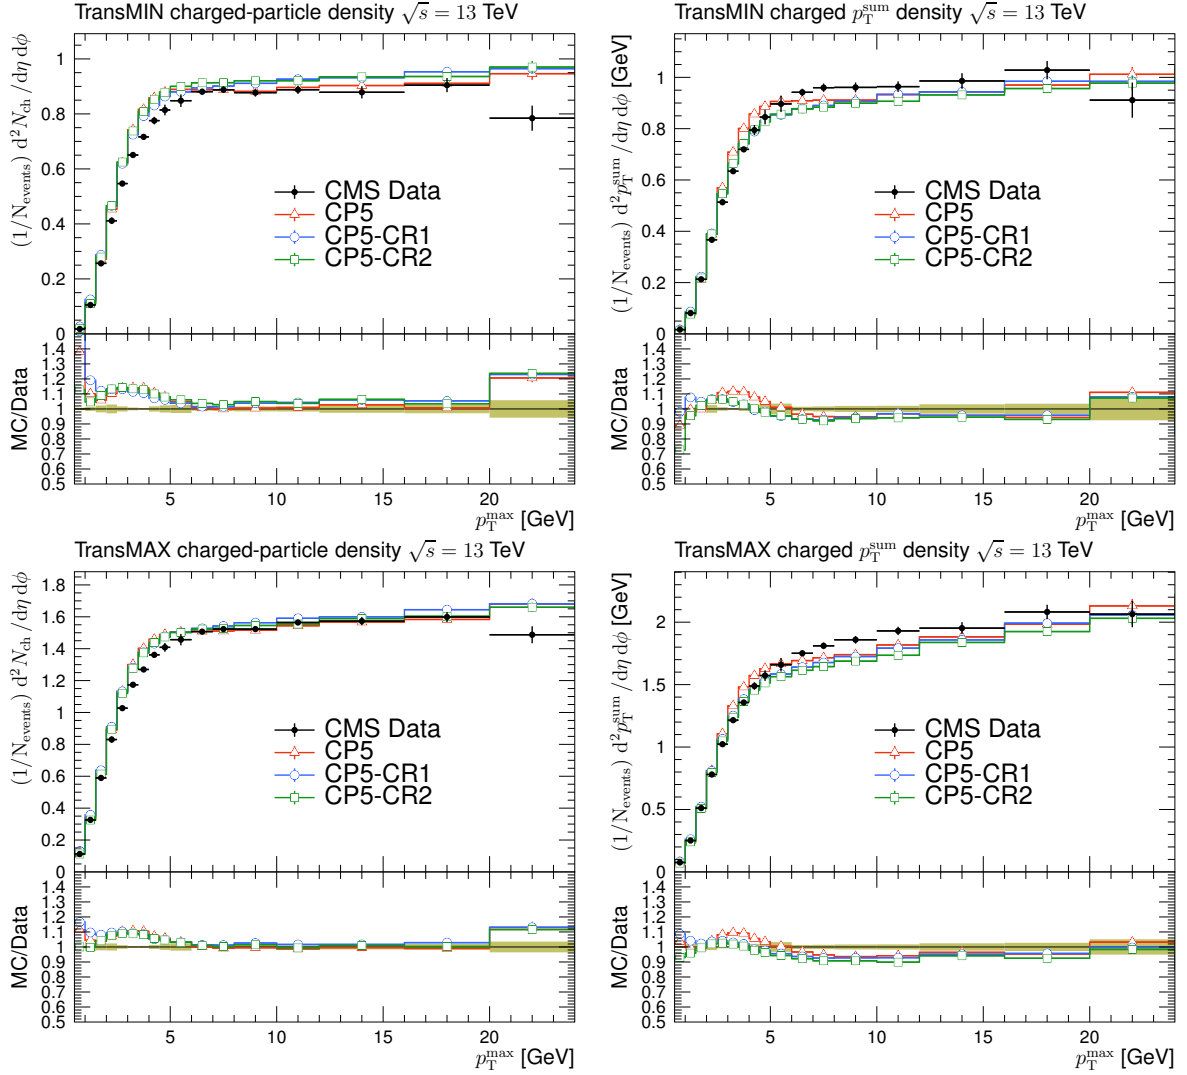 TransMIN charged-particle density √s = 13 TeV
(1/N_events) d²N_ch/dη dϕ
1
0.8
0.6
0.4
0.2
0
CMS Data
CP5
CP5-CR1
CP5-CR2
MC/Data
1.4
1.3
1.2
1.1
1
0.9
0.8
0.7
0.6
0.5
5 10 15 20
p_T^max [GeV]
TransMIN charged p_T^sum density √s = 13 TeV
(1/N_events) d²p_T^sum/dη dϕ [GeV]
1
0.8
0.6
0.4
0.2
0
CMS Data
CP5
CP5-CR1
CP5-CR2
MC/Data
1.4
1.3
1.2
1.1
1
0.9
0.8
0.7
0.6
0.5
5 10 15 20
p_T^max [GeV]
TransMAX charged-particle density √s = 13 TeV
(1/N_events) d²N_ch/dη dϕ
1.8
1.6
1.4
1.2
1
0.8
0.6
0.4
0.2
0
CMS Data
CP5
CP5-CR1
CP5-CR2
MC/Data
1.4
1.3
1.2
1.1
1
0.9
0.8
0.7
0.6
0.5
5 10 15 20
p_T^max [GeV]
TransMAX charged p_T^sum density √s = 13 TeV
(1/N_events) d²p_T^sum/dη dϕ [GeV]
2
1.5
1
0.5
0
CMS Data
CP5
CP5-CR1
CP5-CR2
MC/Data
1.4
1.3
1.2
1.1
1
0.9
0.8
0.7
0.6
0.5
5 10 15 20
p_T^max [GeV]